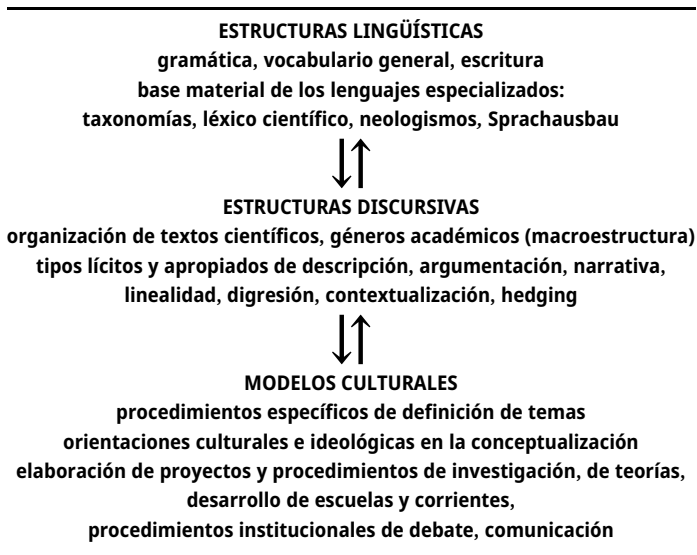 ESTRUCTURAS LINGÜÍSTICAS
gramática, vocabulario general, escritura
base material de los lenguajes especializados:
taxonomías, léxico científico, neologismos, Sprachausbau
ESTRUCTURAS DISCURSIVAS
organización de textos científicos, géneros académicos (macroestructura)
tipos lícitos y apropiados de descripción, argumentación, narrativa,
linealidad, digresión, contextualización, hedging
MODELOS CULTURALES
procedimientos específicos de definición de temas
orientaciones culturales e ideológicas en la conceptualización
elaboración de proyectos y procedimientos de investigación, de teorías,
desarrollo de escuelas y corrientes,
procedimientos institucionales de debate, comunicación